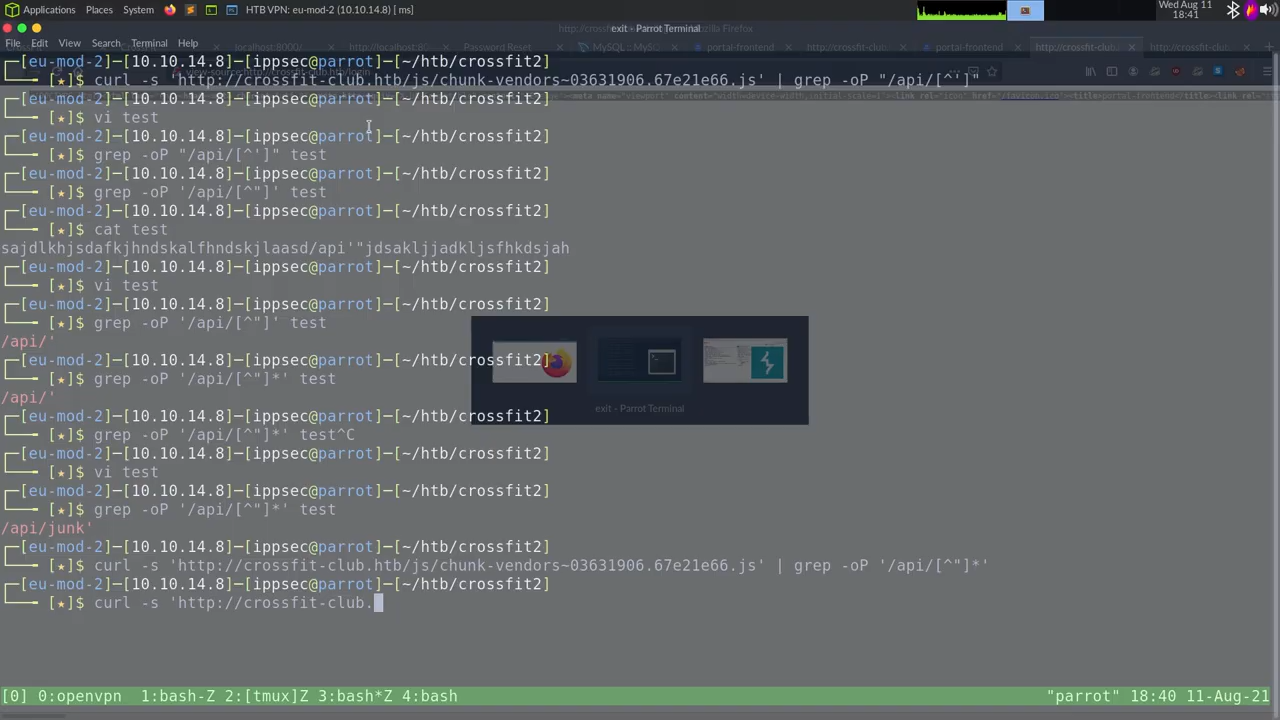 Applications Places System HTB VPN: eu-mod-2 (10.10.14.8) [ ms] Wed Aug 11
18:41
exit - Parrot Terminal
File Edit View Search Terminal Help
┌─[eu-mod-2]─[10.10.14.8]─[ippsec@parrot]─[~/htb/crossfit2]
└──╼ [★]$ curl -s 'http://crossfit-club.htb/js/chunk-vendors~03631906.67e21e66.js' | grep -oP "/api/[^']"
┌─[eu-mod-2]─[10.10.14.8]─[ippsec@parrot]─[~/htb/crossfit2]
└──╼ [★]$ vi test
┌─[eu-mod-2]─[10.10.14.8]─[ippsec@parrot]─[~/htb/crossfit2]
└──╼ [★]$ grep -oP "/api/[^']" test
┌─[eu-mod-2]─[10.10.14.8]─[ippsec@parrot]─[~/htb/crossfit2]
└──╼ [★]$ grep -oP '/api/[^"]' test
┌─[eu-mod-2]─[10.10.14.8]─[ippsec@parrot]─[~/htb/crossfit2]
└──╼ [★]$ cat test
sajdlkhjsdafkjhndskalfhndskjlaasd/api'"jdsakljjadkljsfhkdsjah
┌─[eu-mod-2]─[10.10.14.8]─[ippsec@parrot]─[~/htb/crossfit2]
└──╼ [★]$ vi test
┌─[eu-mod-2]─[10.10.14.8]─[ippsec@parrot]─[~/htb/crossfit2]
└──╼ [★]$ grep -oP '/api/[^"]' test
/api/'
┌─[eu-mod-2]─[10.10.14.8]─[ippsec@parrot]─[~/htb/crossfit2]
└──╼ [★]$ grep -oP '/api/[^"]*' test
/api/'
┌─[eu-mod-2]─[10.10.14.8]─[ippsec@parrot]─[~/htb/crossfit2]
└──╼ [★]$ grep -oP '/api/[^"]*' test^C
┌─[eu-mod-2]─[10.10.14.8]─[ippsec@parrot]─[~/htb/crossfit2]
└──╼ [★]$ vi test
┌─[eu-mod-2]─[10.10.14.8]─[ippsec@parrot]─[~/htb/crossfit2]
└──╼ [★]$ grep -oP '/api/[^"]*' test
/api/junk'
┌─[eu-mod-2]─[10.10.14.8]─[ippsec@parrot]─[~/htb/crossfit2]
└──╼ [★]$ curl -s 'http://crossfit-club.htb/js/chunk-vendors~03631906.67e21e66.js' | grep -oP '/api/[^"]*'
┌─[eu-mod-2]─[10.10.14.8]─[ippsec@parrot]─[~/htb/crossfit2]
└──╼ [★]$ curl -s 'http://crossfit-club.
exit - Parrot Terminal
[0] 0:openvpn 1:bash-Z 2:[tmux]Z 3:bash*Z 4:bash "parrot" 18:40 11-Aug-21